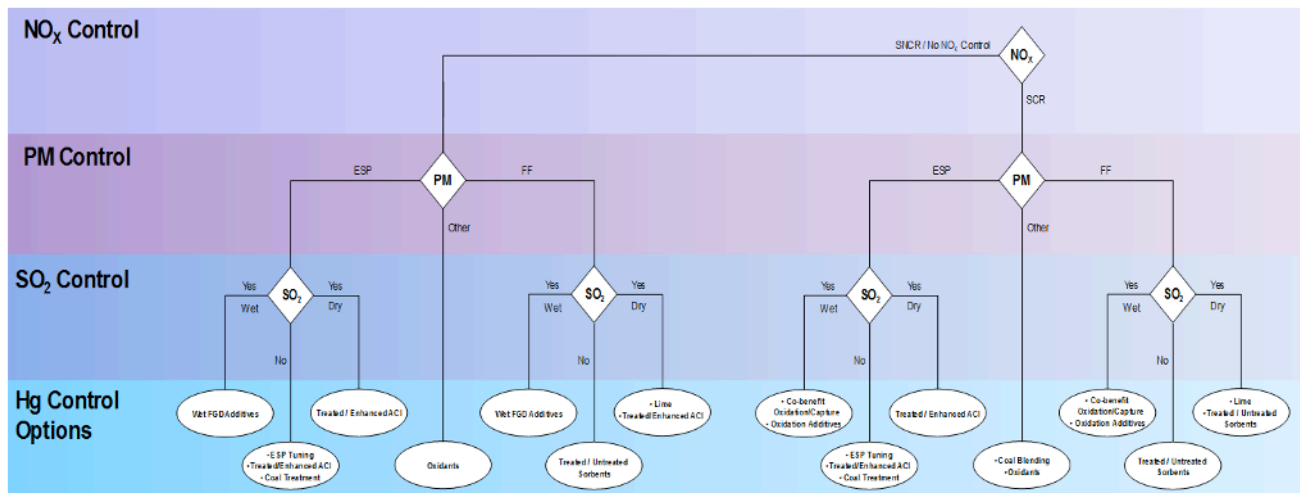 NOₓ Control
SNCR / No NOₓ Control
NOₓ
SCR
PM Control
ESP
PM
FF
Other
ESP
PM
FF
Other
SO₂ Control
Yes
Wet
SO₂
Yes
Dry
No
Yes
Wet
SO₂
Yes
Dry
No
Yes
Wet
SO₂
Yes
Dry
No
Yes
Wet
SO₂
Yes
Dry
No
Hg Control
Options
Wet FGD Additives
• ESP Tuning
• Treated/Enhanced ACI
• Coal Treatment
Treated / Enhanced ACI
Oxidants
Wet FGD Additives
Treated / Untreated
Sorbents
• Lime
• Treated/Enhanced ACI
• Co-benefit
Oxidation/Capture
• Oxidation Additives
• ESP Tuning
• Treated/Enhanced ACI
• Coal Treatment
Treated / Enhanced ACI
• Coal Blending
• Oxidants
• Co-benefit
Oxidation/Capture
• Oxidation Additives
Treated / Untreated
Sorbents
• Lime
• Treated / Untreated
Sorbents